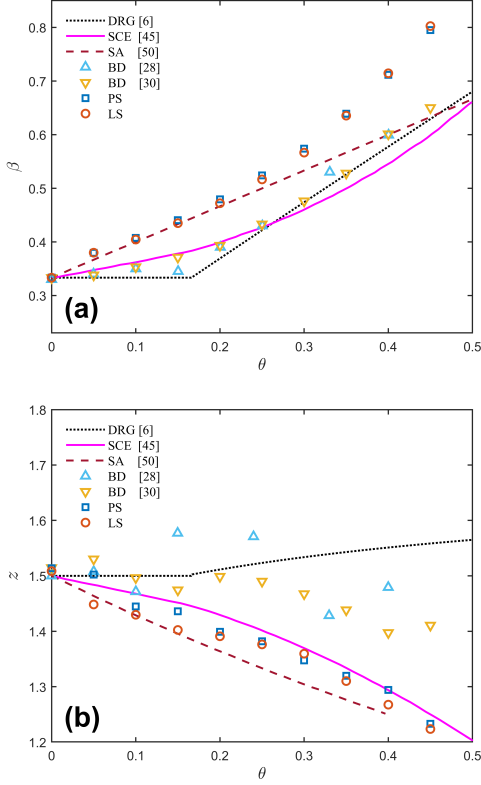 DRG [6]
SCE [45]
SA [50]
BD [28]
BD [30]
PS
LS
0.8
0.7
0.6
0.5
0.4
0.3
β
(a)
0 0.1 0.2 0.3 0.4 0.5
θ
1.8
1.7
1.6
1.5
1.4
1.3
1.2
z
DRG [6]
SCE [45]
SA [50]
BD [28]
BD [30]
PS
LS
(b)
0 0.1 0.2 0.3 0.4 0.5
θ